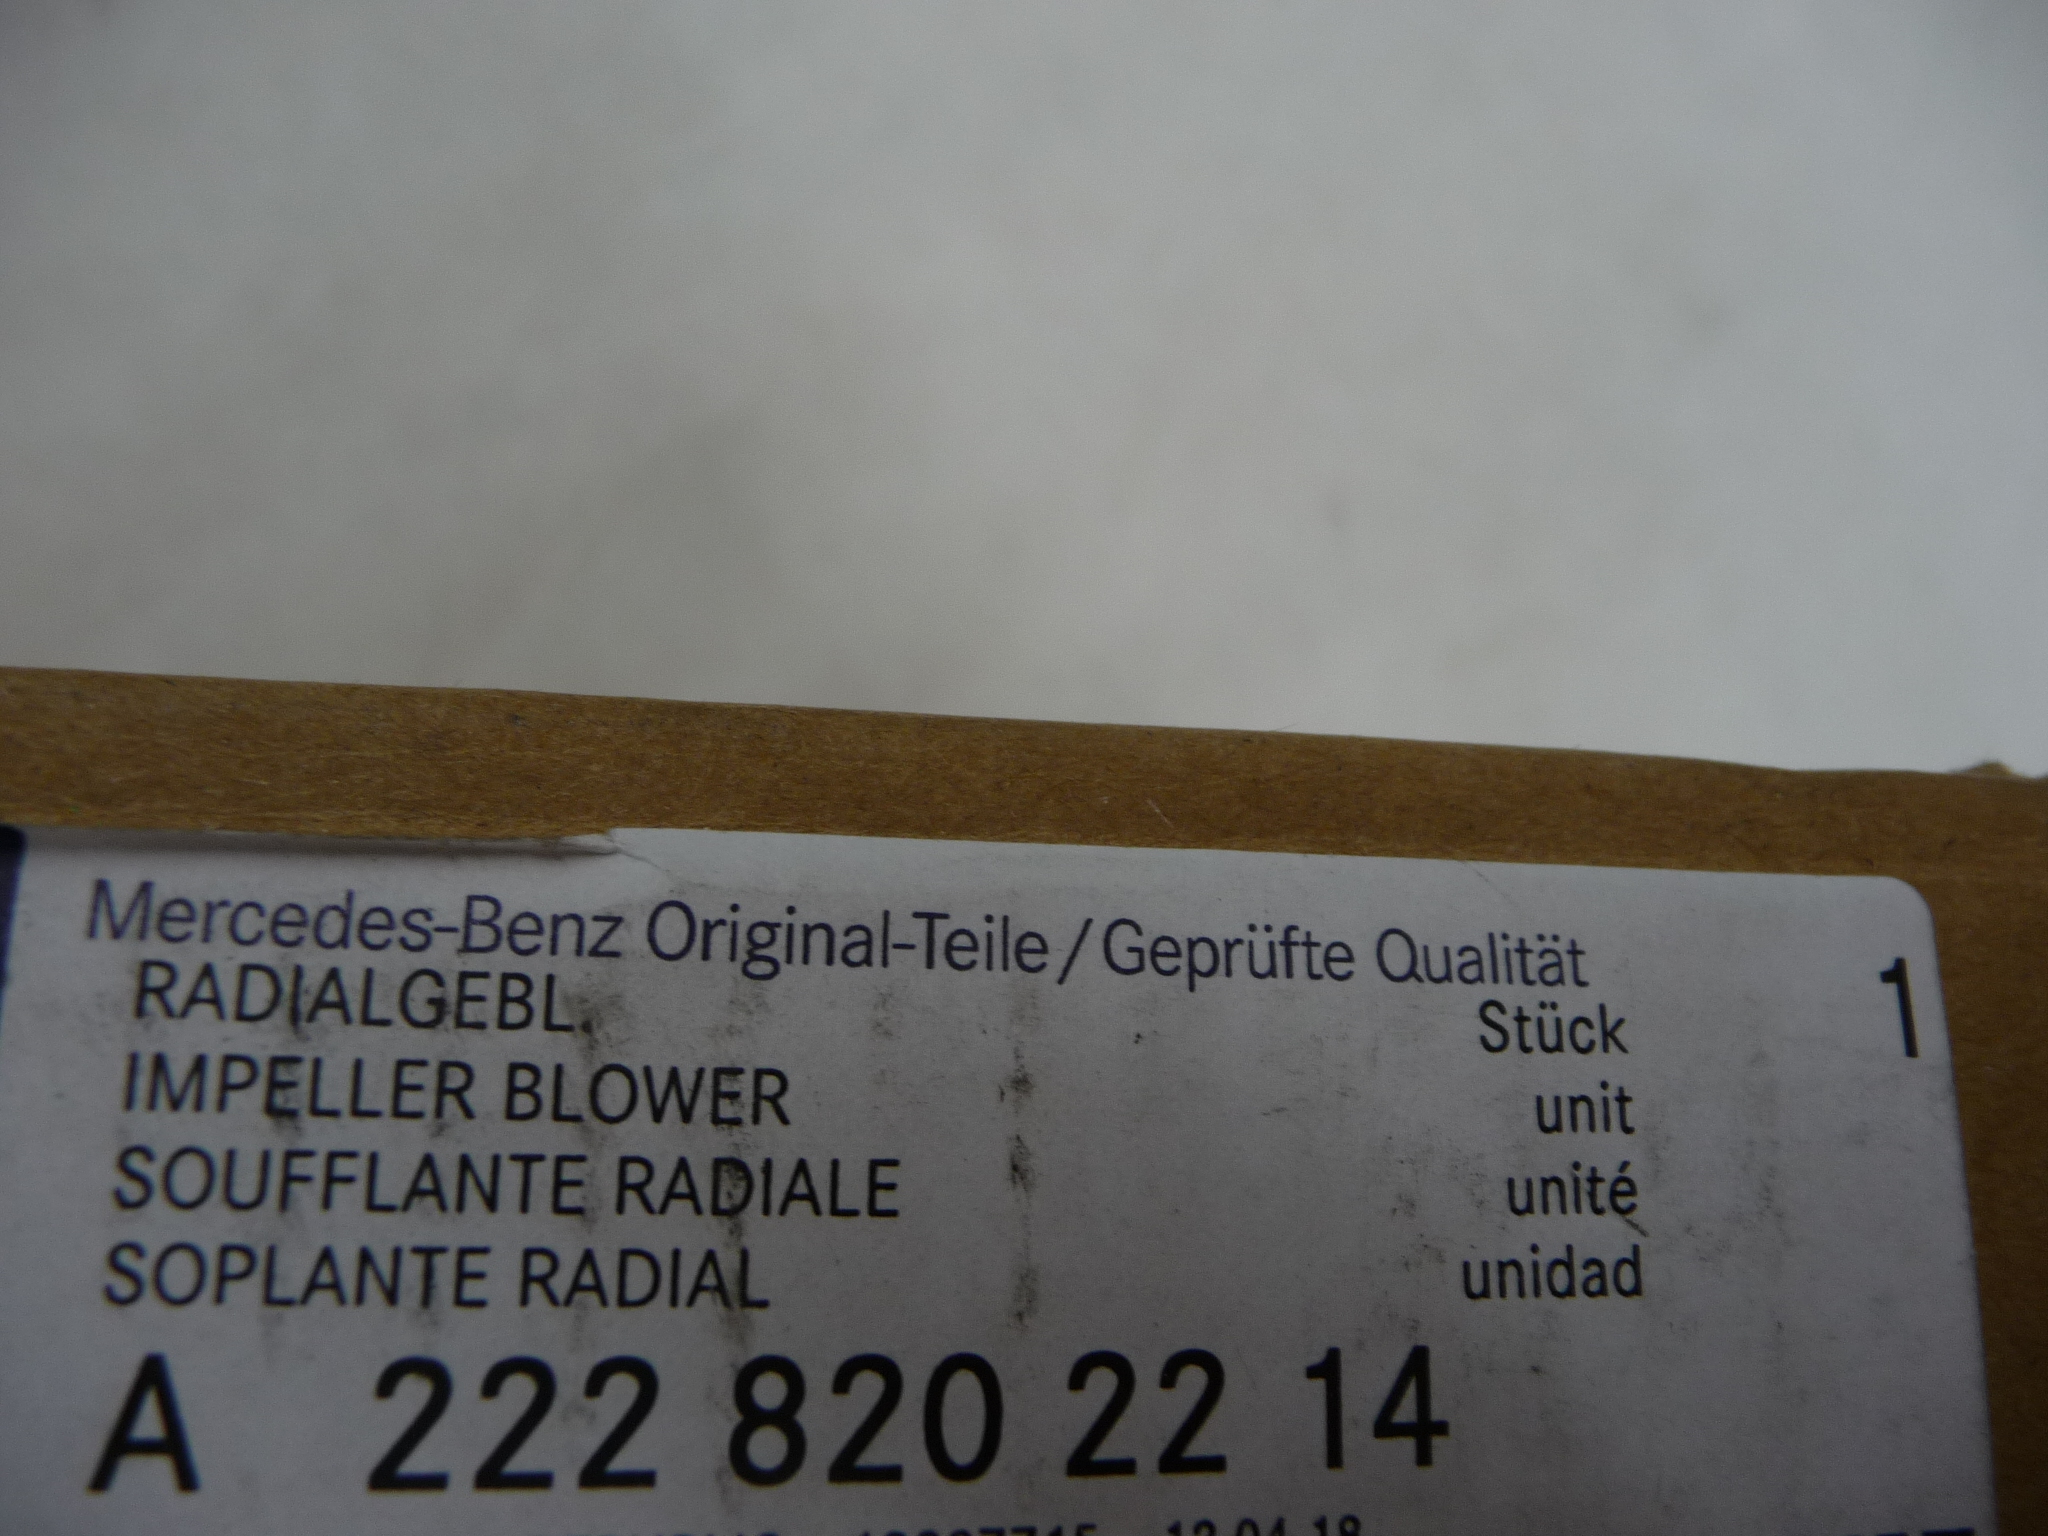 Mercedes-Benz Original-Teile/Geprüfte Qualität
RADIALGEBL.
Stück 1
IMPELLER BLOWER
unit
SOUFFLANTE RADIALE
unité
SOPLANTE RADIAL
unidad
A 222 820 22 14